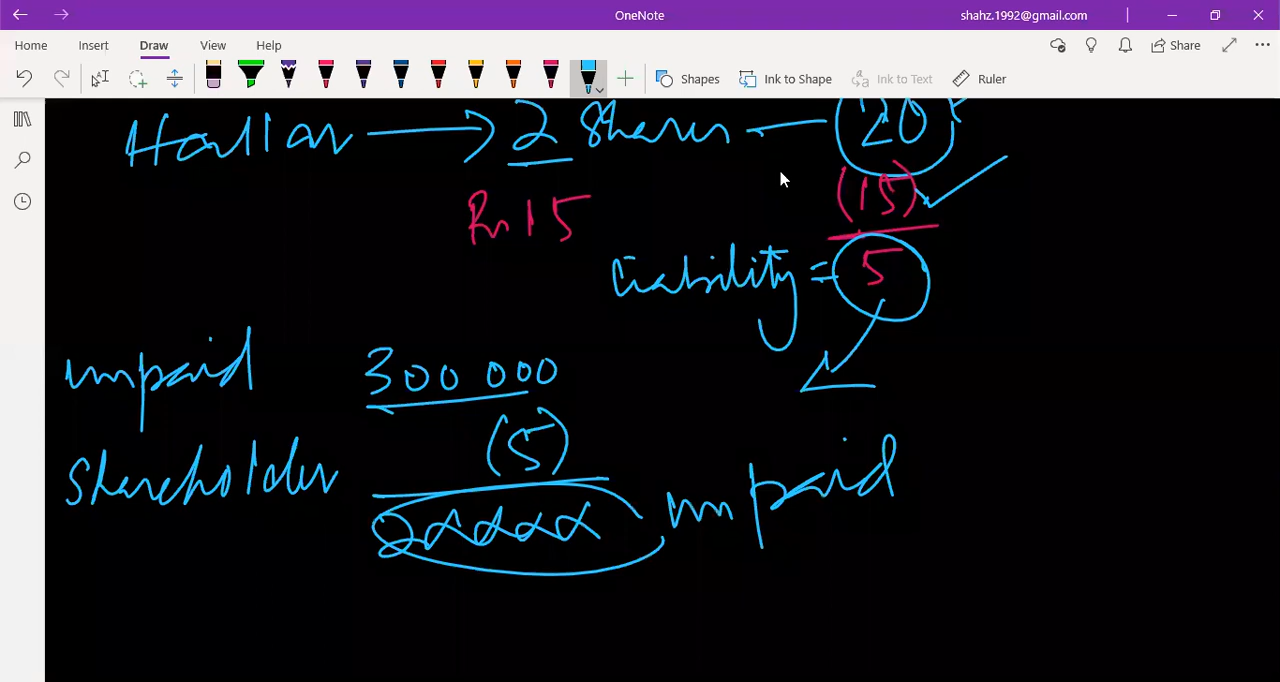 OneNote
shahz.1992@gmail.com
Home Insert Draw View Help
Share
Shapes Ink to Shape Ink to Text Ruler
→ 2 Shares — 20
Rs 15 (15)
5
Liability =
unpaid 300 000
(5)
Shareholder
unpaid